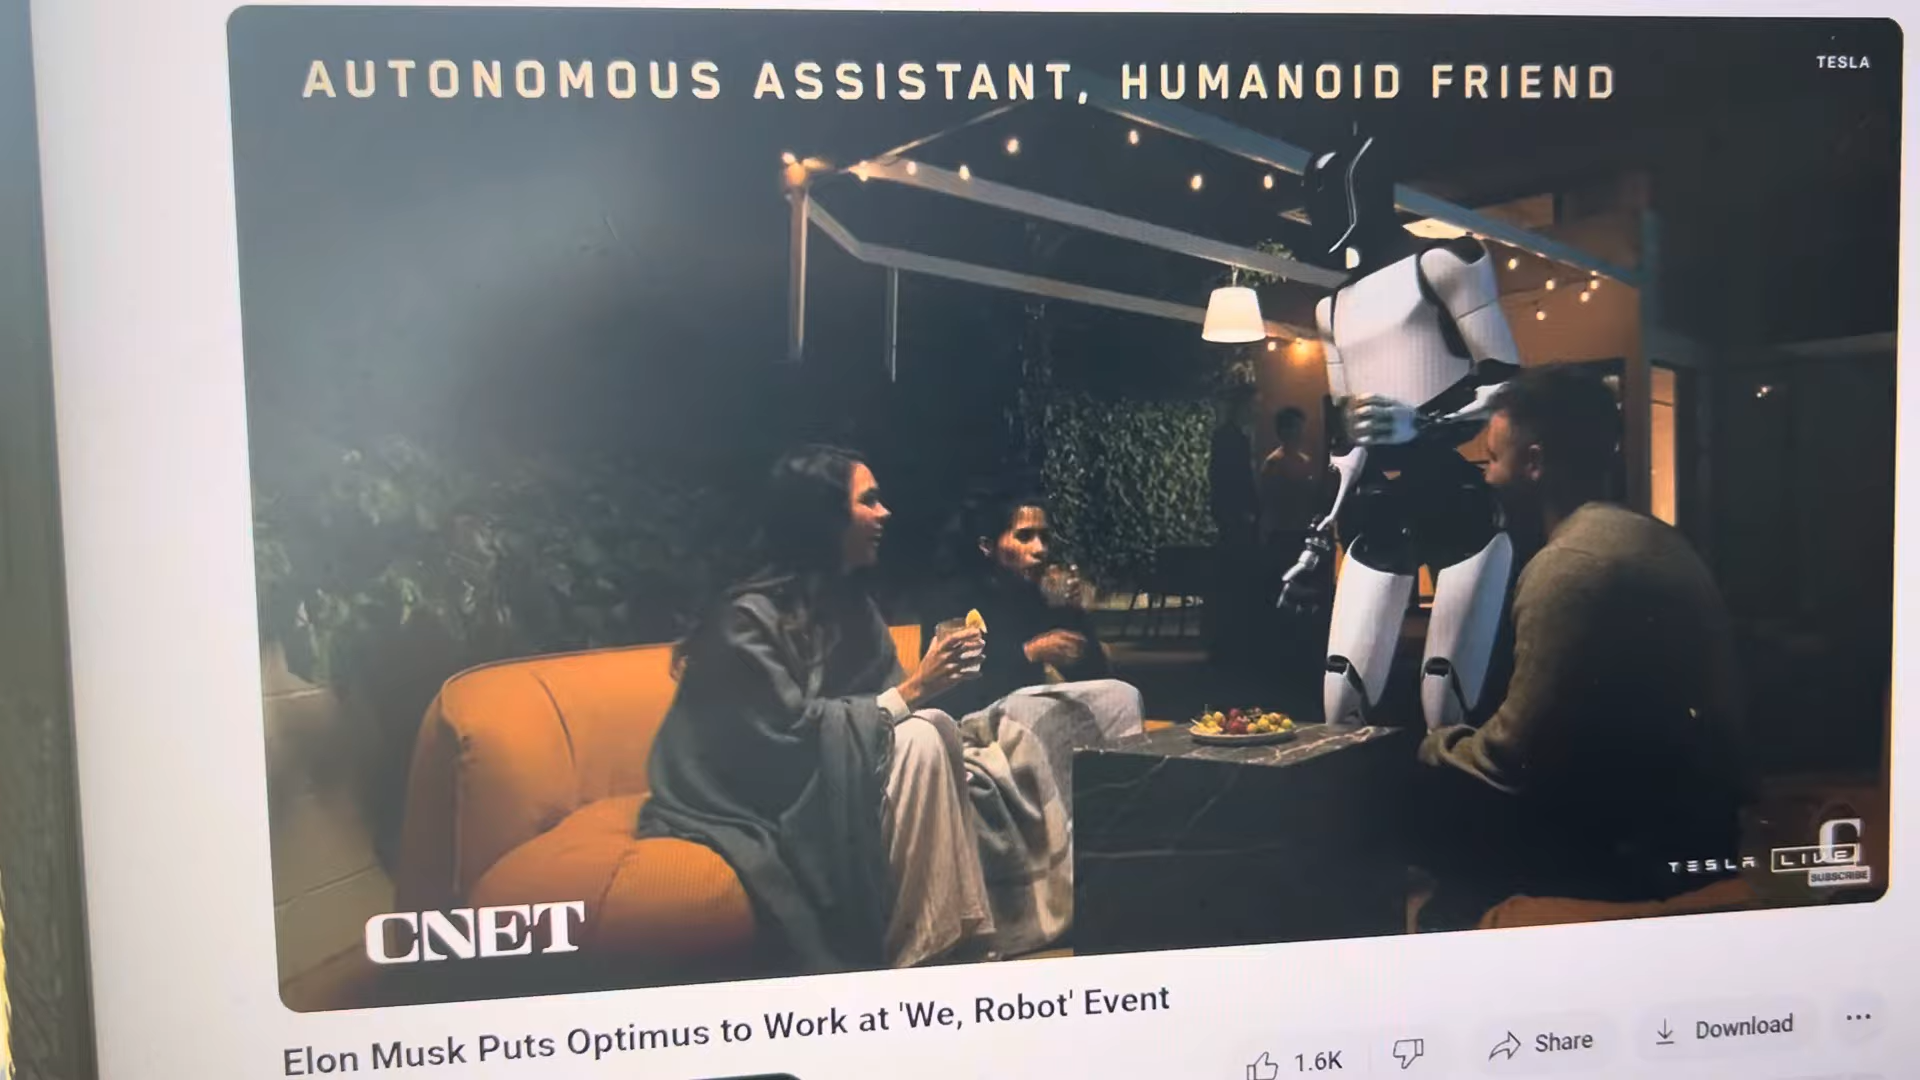 AUTONOMOUS ASSISTANT, HUMANOID FRIEND
TESLA
CNET
TESLA LIVE
SUBSCRIBE
Elon Musk Puts Optimus to Work at 'We, Robot' Event
1.6K
Share
Download